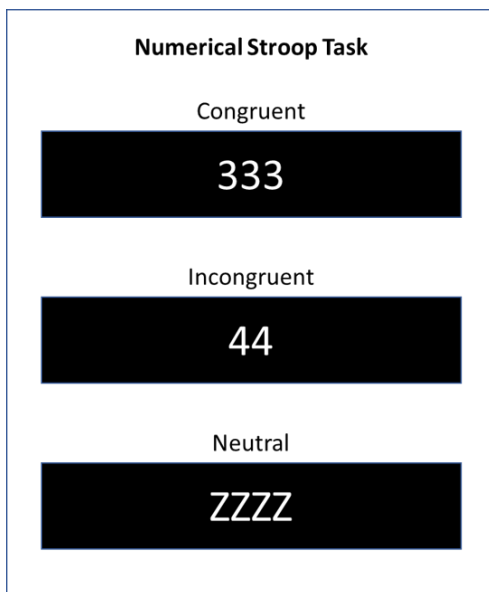 Numerical Stroop Task
Congruent
333
Incongruent
44
Neutral
ZZZZ